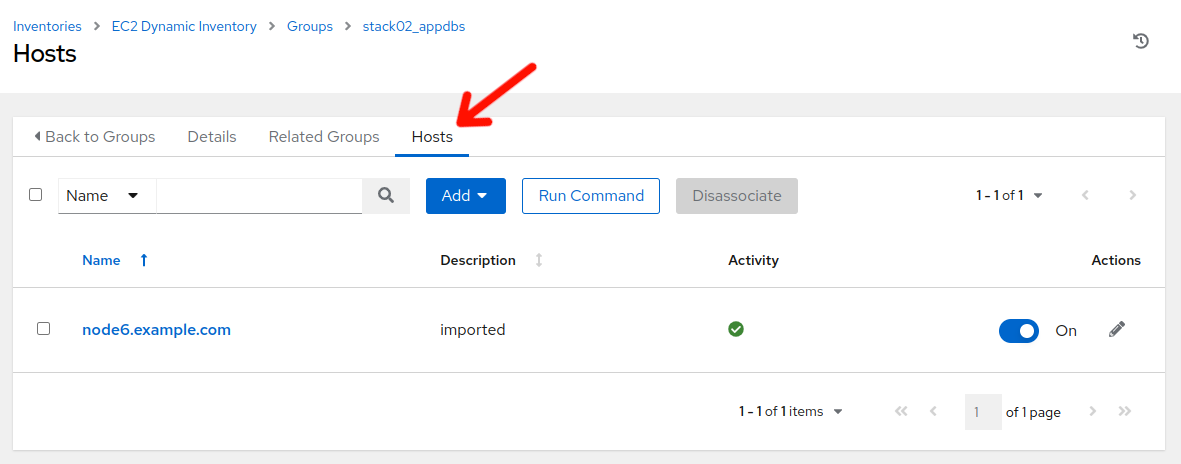 Inventories > EC2 Dynamic Inventory > Groups > stack02_appdbs
Hosts
Back to Groups Details Related Groups Hosts
Name Add Run Command Disassociate 1 - 1 of 1
Name Description Activity Actions
node6.example.com imported On
1 - 1 of 1 items 1 of 1 page